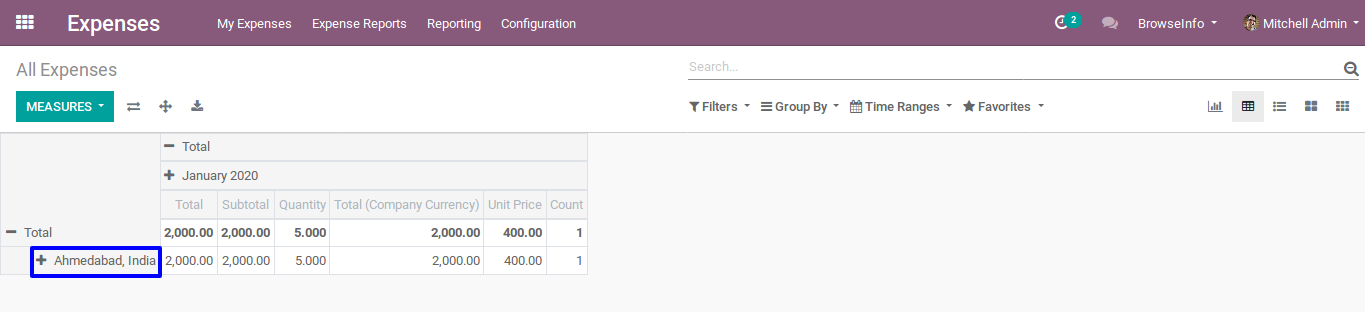 Expenses My Expenses Expense Reports Reporting Configuration 2 BrowseInfo Mitchell Admin
All Expenses Search...
MEASURES Filters Group By Time Ranges Favorites
Total
January 2020
Total Subtotal Quantity Total (Company Currency) Unit Price Count
Total 2,000.00 2,000.00 5.000 2,000.00 400.00 1
Ahmedabad, India 2,000.00 2,000.00 5.000 2,000.00 400.00 1